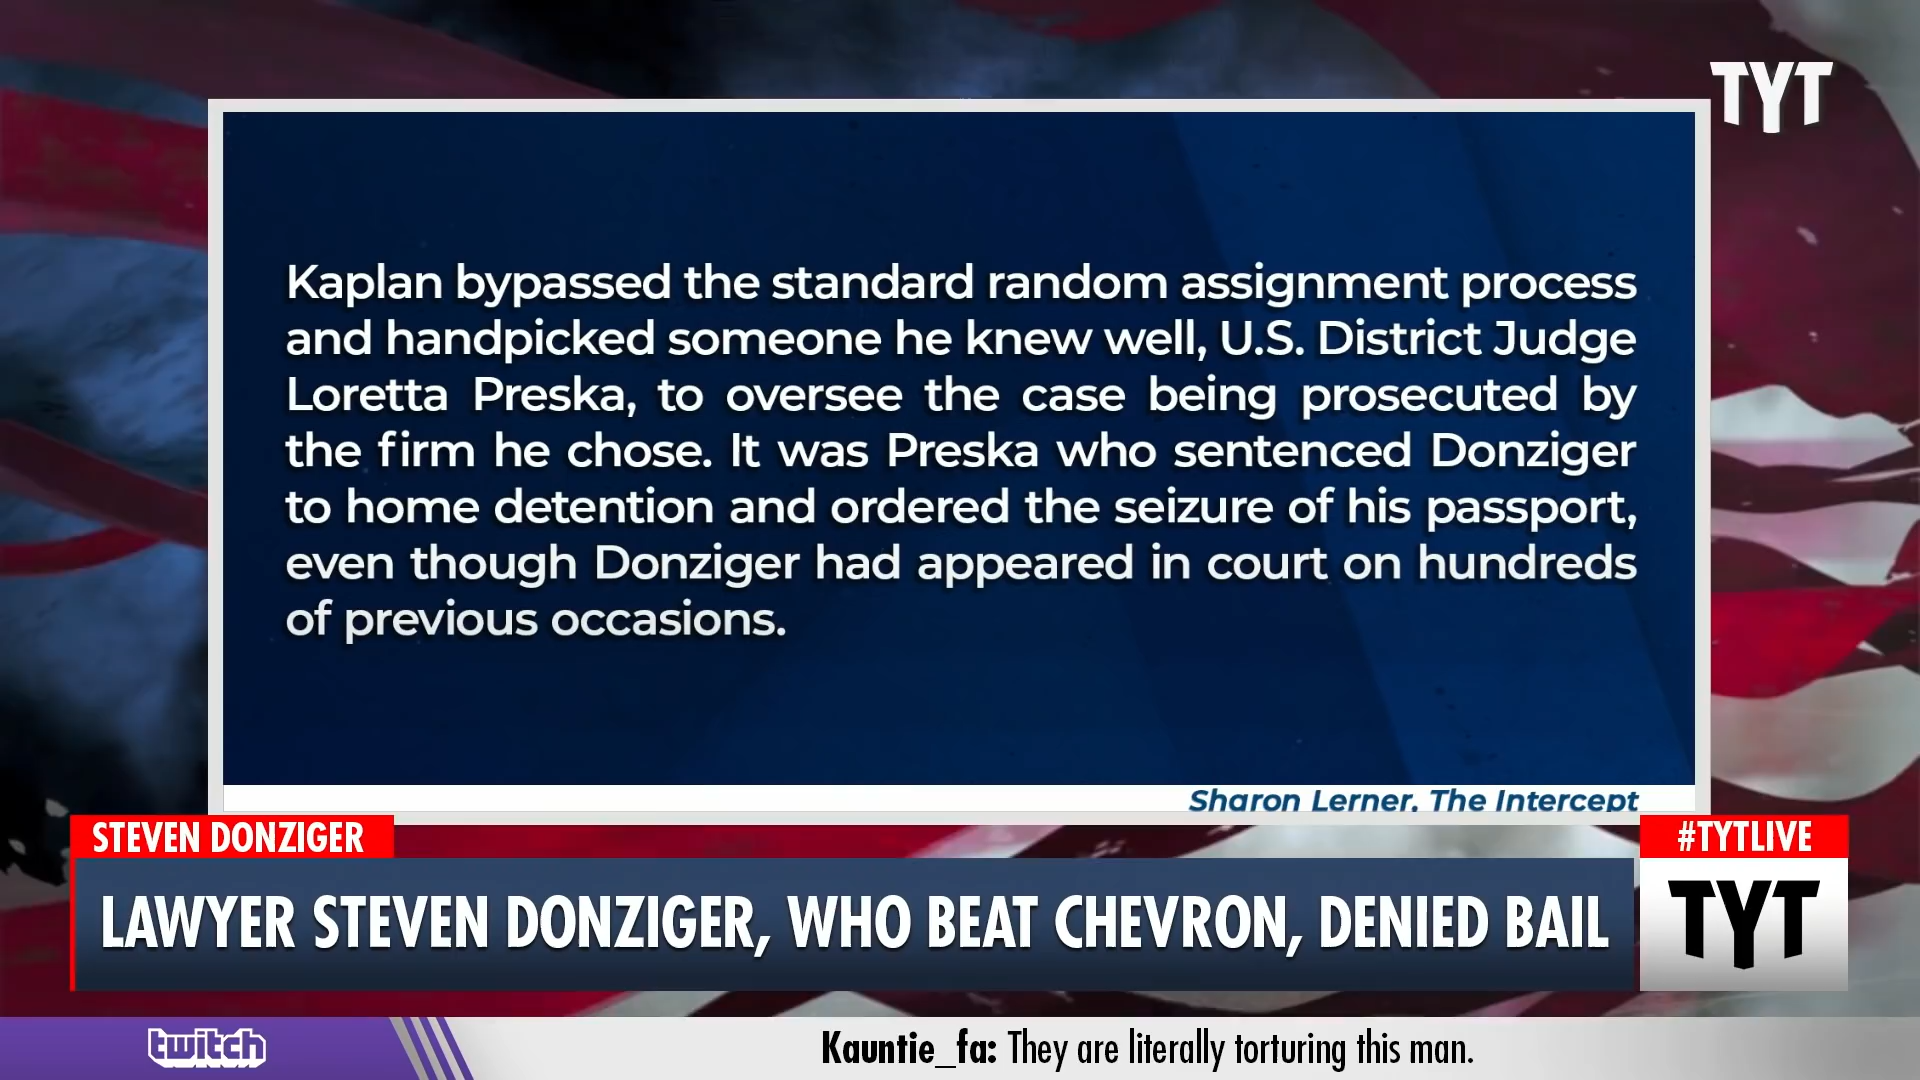 TYT
Kaplan bypassed the standard random assignment process
and handpicked someone he knew well, U.S. District Judge
Loretta Preska, to oversee the case being prosecuted by
the firm he chose. It was Preska who sentenced Donziger
to home detention and ordered the seizure of his passport,
even though Donziger had appeared in court on hundreds
of previous occasions.
Sharon Lerner, The Intercept
STEVEN DONZIGER
#TYTLIVE
LAWYER STEVEN DONZIGER, WHO BEAT CHEVRON, DENIED BAIL
TYT
twitch
Kauntie_fa: They are literally torturing this man.